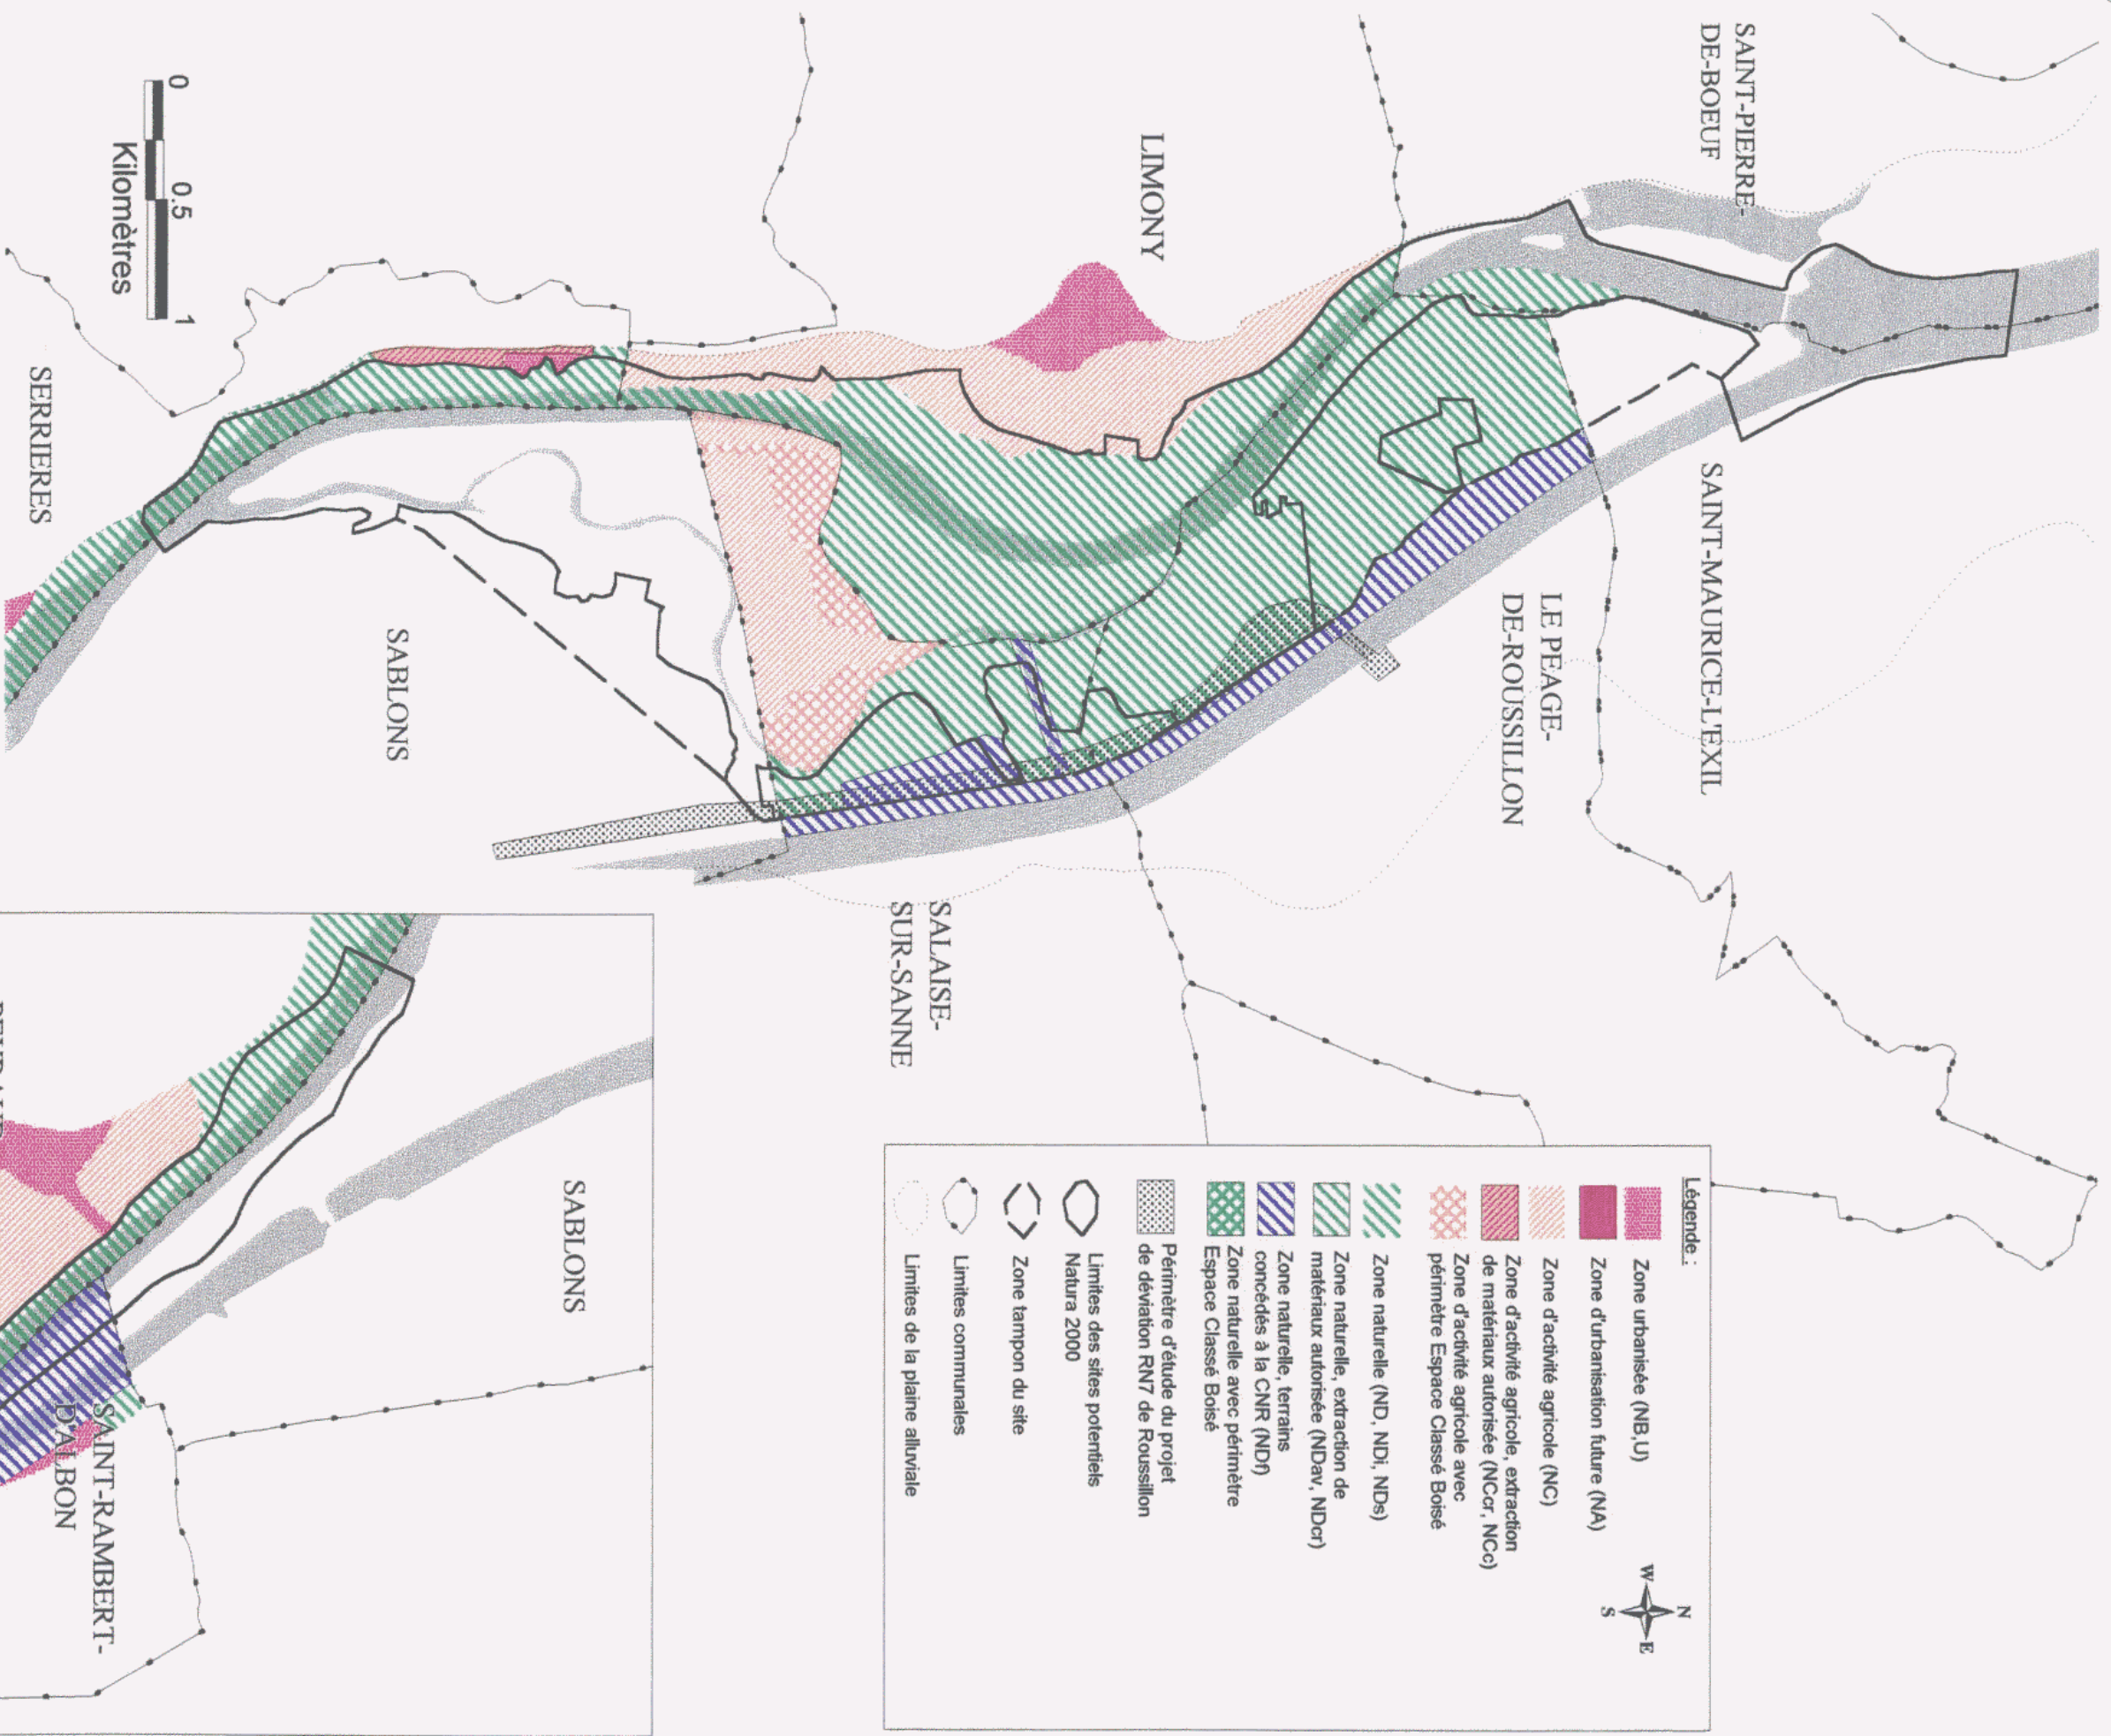 SAINT-PIERRE-
DE-BOEUF
LIMONY
SAINT-MAURICE-L'EXIL
LE PEAGE-
DE-ROUSSILLON
SALAISE-
SUR-SANNE
SABLONS
SERRIERES
0 0.5 1
Kilomètres
Légende :
Zone urbanisée (NB,U)
Zone d'urbanisation future (NA)
Zone d'activité agricole (NC)
Zone d'activité agricole, extraction
de matériaux autorisée (NCcr, NCc)
Zone d'activité agricole avec
périmètre Espace Classé Boisé
Zone naturelle (ND, NDi, NDs)
Zone naturelle, extraction de
matériaux autorisée (NDav, NDcr)
Zone naturelle, terrains
concédés à la CNR (NDf)
Zone naturelle avec périmètre
Espace Classé Boisé
Périmètre d'étude du projet
de déviation RN7 de Roussillon
Limites des sites potentiels
Natura 2000
Zone tampon du site
Limites communales
Limites de la plaine alluviale
N
W E
S
SABLONS
SAINT-RAMBERT-
D'ALBON